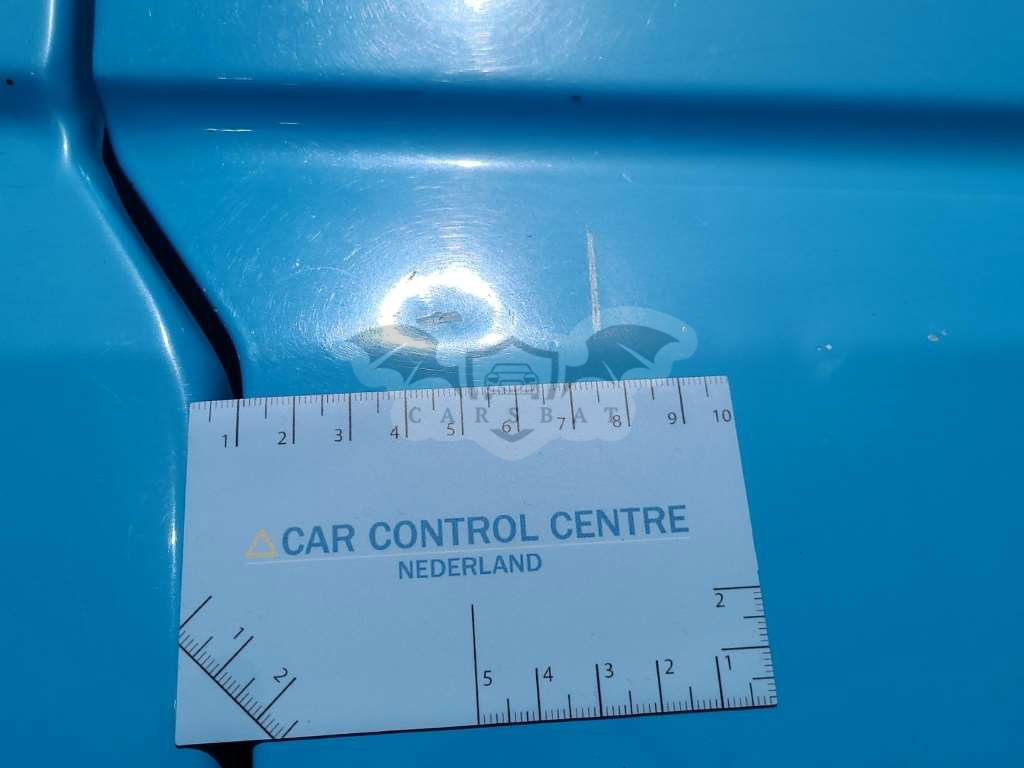 1 2 3 4 5 6 7 8 9 10
CARSBAT
CAR CONTROL CENTRE
NEDERLAND
1
2
5 4 3 2 1
2